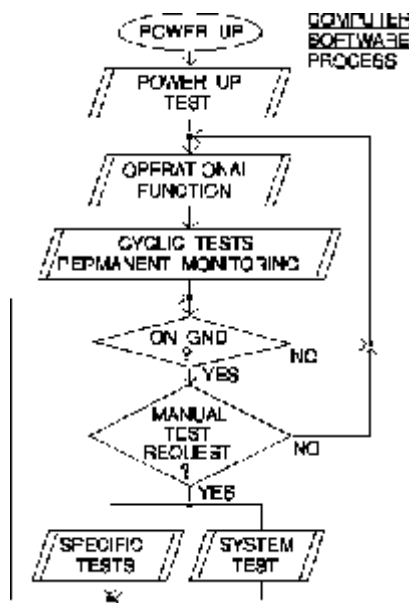 POWER UP
COMPUTER
SOFTWARE
PROCESS
POWER UP
TEST
OPERATIONAL
FUNCTION
CYCLIC TESTS
PERMANENT MONITORING
ON GND
?
NO
YES
MANUAL
TEST
REQUEST
?
NO
YES
SPECIFIC
TESTS
SYSTEM
TEST